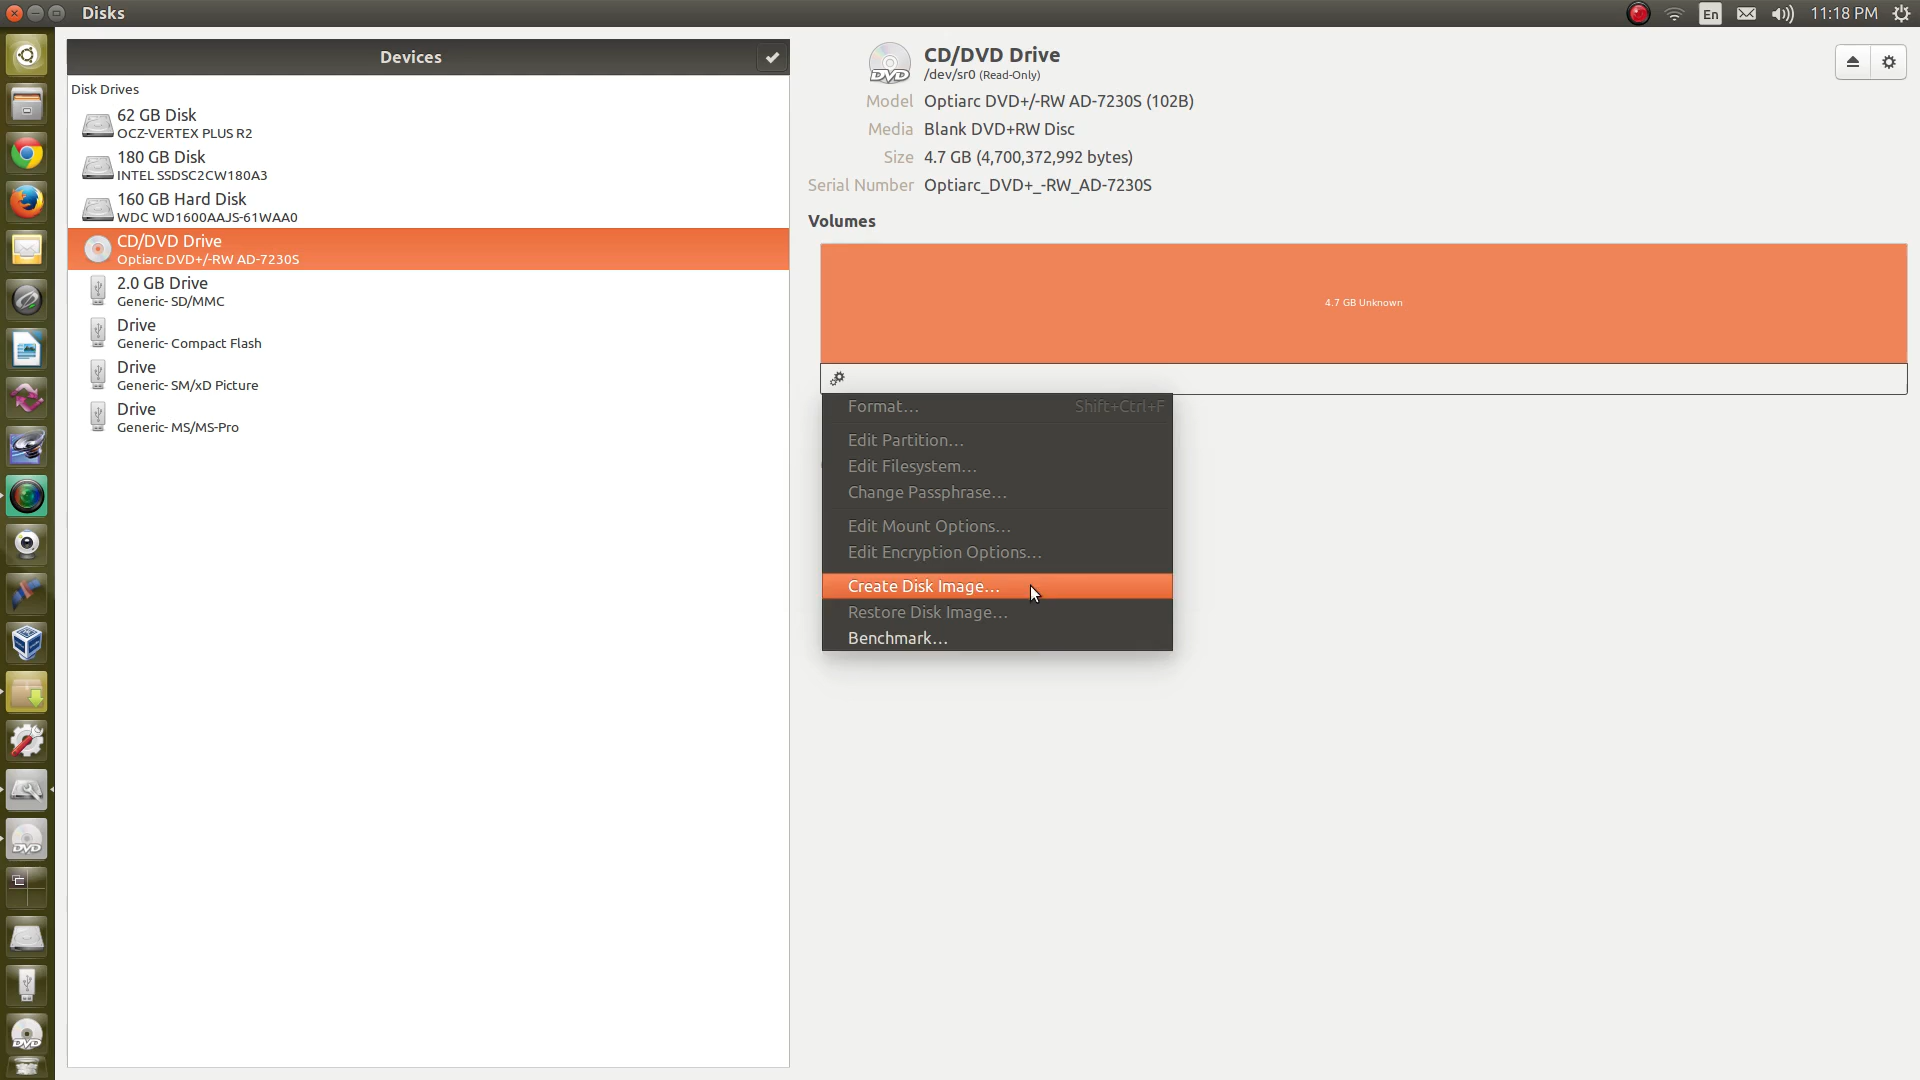 Disks
En
11:18 PM
Devices
Disk Drives
62 GB Disk
OCZ-VERTEX PLUS R2
180 GB Disk
INTEL SSDSC2CW180A3
160 GB Hard Disk
WDC WD1600AAJS-61WAA0
CD/DVD Drive
Optiarc DVD+/-RW AD-7230S
2.0 GB Drive
Generic- SD/MMC
Drive
Generic- Compact Flash
Drive
Generic- SM/xD Picture
Drive
Generic- MS/MS-Pro
DVD
CD/DVD Drive
/dev/sr0 (Read-Only)
Model Optiarc DVD+/-RW AD-7230S (102B)
Media Blank DVD+RW Disc
Size 4.7 GB (4,700,372,992 bytes)
Serial Number Optiarc_DVD+_-RW_AD-7230S
Volumes
4.7 GB Unknown
Format… Shift+Ctrl+F
Edit Partition…
Edit Filesystem…
Change Passphrase…
Edit Mount Options…
Edit Encryption Options…
Create Disk Image…
Restore Disk Image…
Benchmark…
DVD
DVD